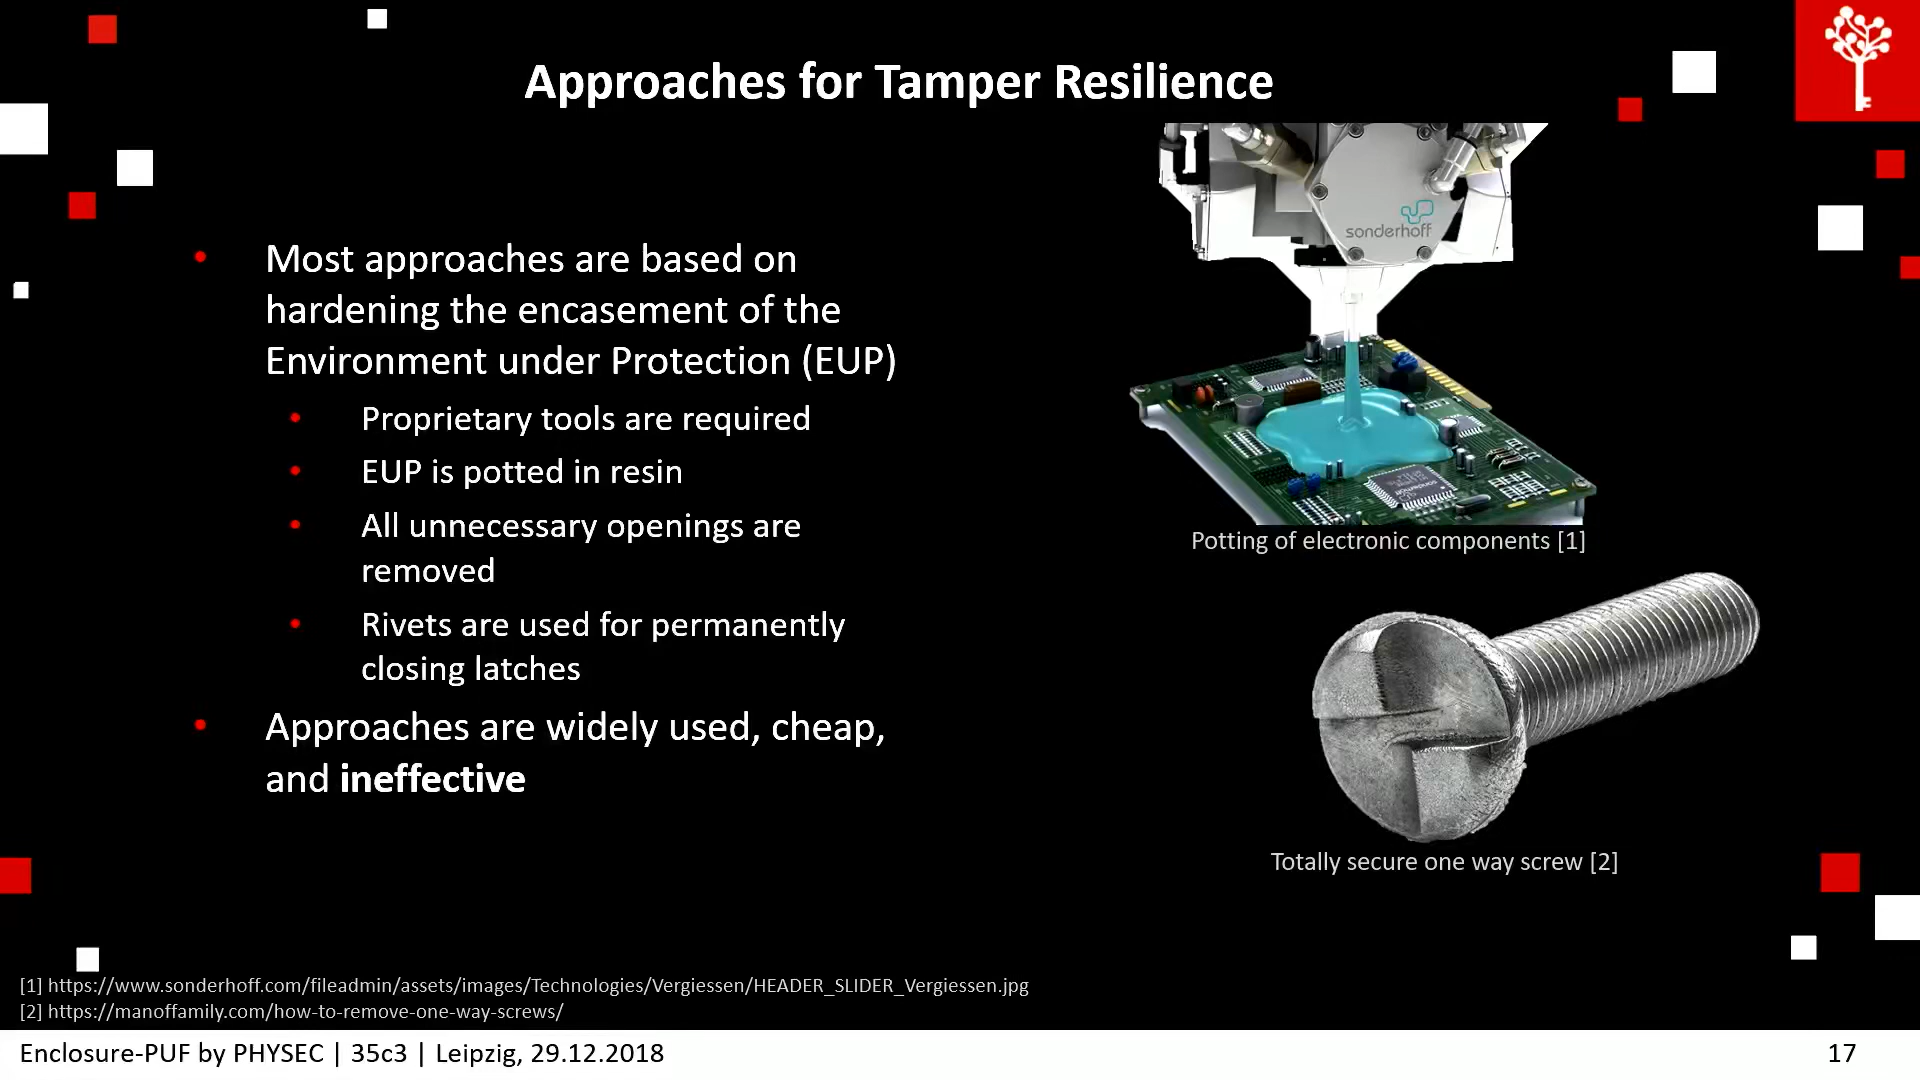 Approaches for Tamper Resilience
sonderhoff
Most approaches are based on
hardening the encasement of the
Environment under Protection (EUP)
Proprietary tools are required
EUP is potted in resin
All unnecessary openings are
removed
Rivets are used for permanently
closing latches
Approaches are widely used, cheap,
and ineffective
Potting of electronic components [1]
Totally secure one way screw [2]
[1] https://www.sonderhoff.com/fileadmin/assets/images/Technologies/Vergiessen/HEADER_SLIDER_Vergiessen.jpg
[2] https://manoffamily.com/how-to-remove-one-way-screws/
Enclosure-PUF by PHYSEC | 35c3 | Leipzig, 29.12.2018
17